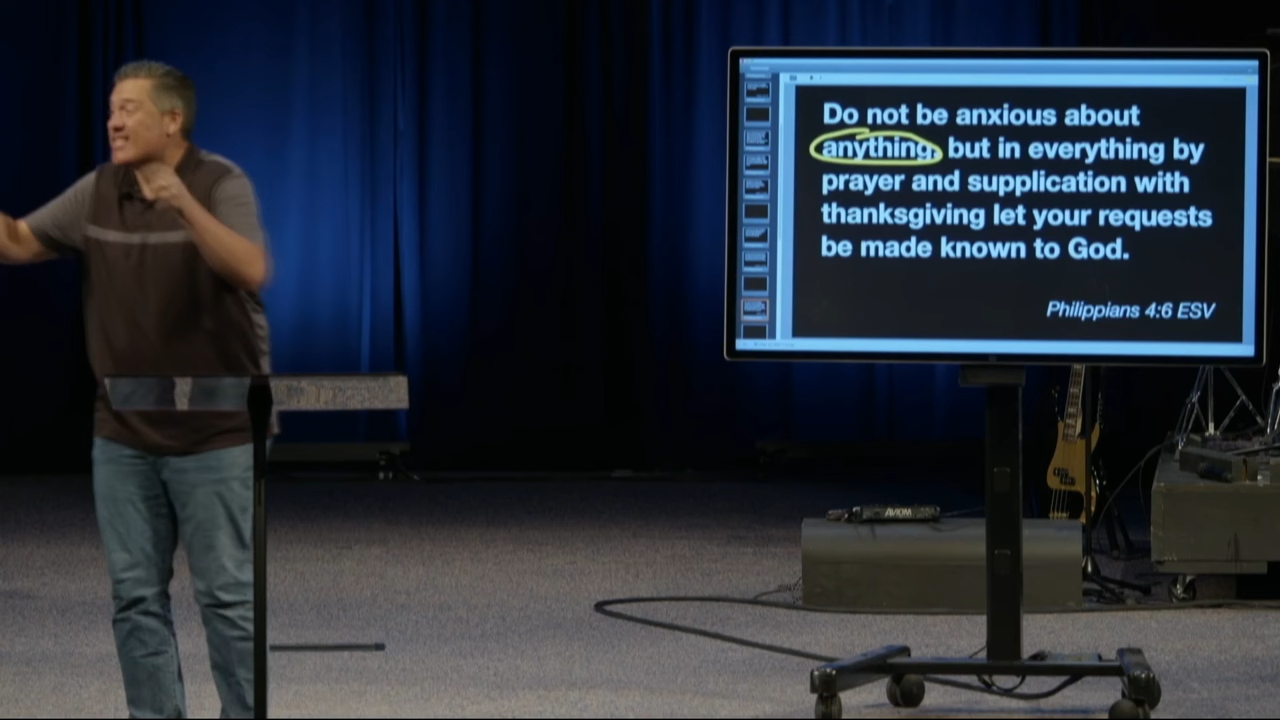 Do not be anxious about
anything, but in everything by
prayer and supplication with
thanksgiving let your requests
be made known to God.
Philippians 4:6 ESV
AVIOM